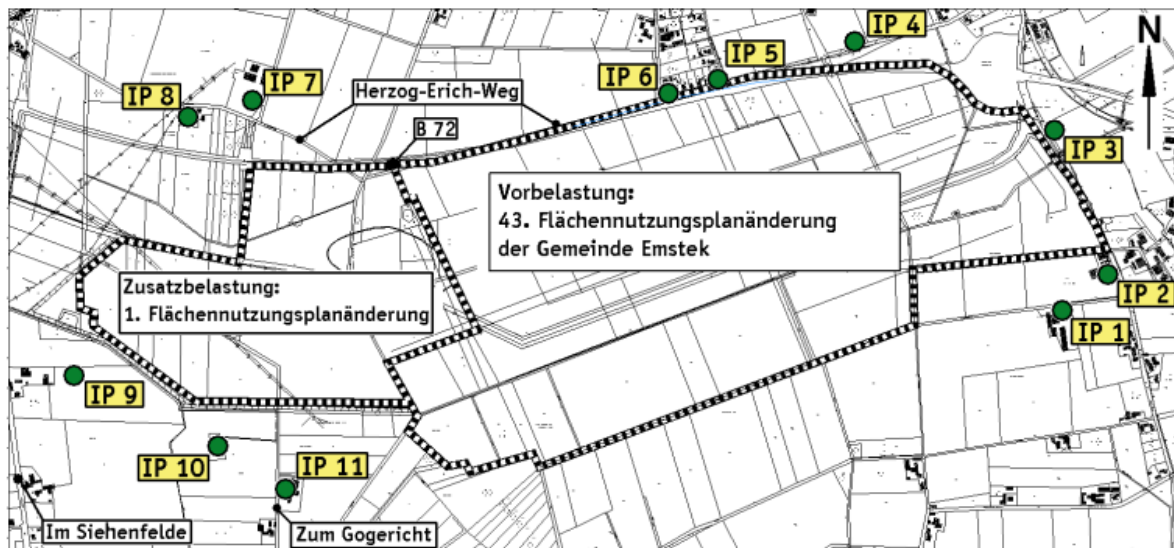 IP 4
N
IP 5
IP 6
IP 7
Herzog-Erich-Weg
IP 8
B 72
IP 3
Vorbelastung:
43. Flächennutzungsplanänderung
der Gemeinde Emstek
Zusatzbelastung:
1. Flächennutzungsplanänderung
IP 2
IP 1
IP 9
IP 10
IP 11
Im Siehenfelde
Zum Gogericht